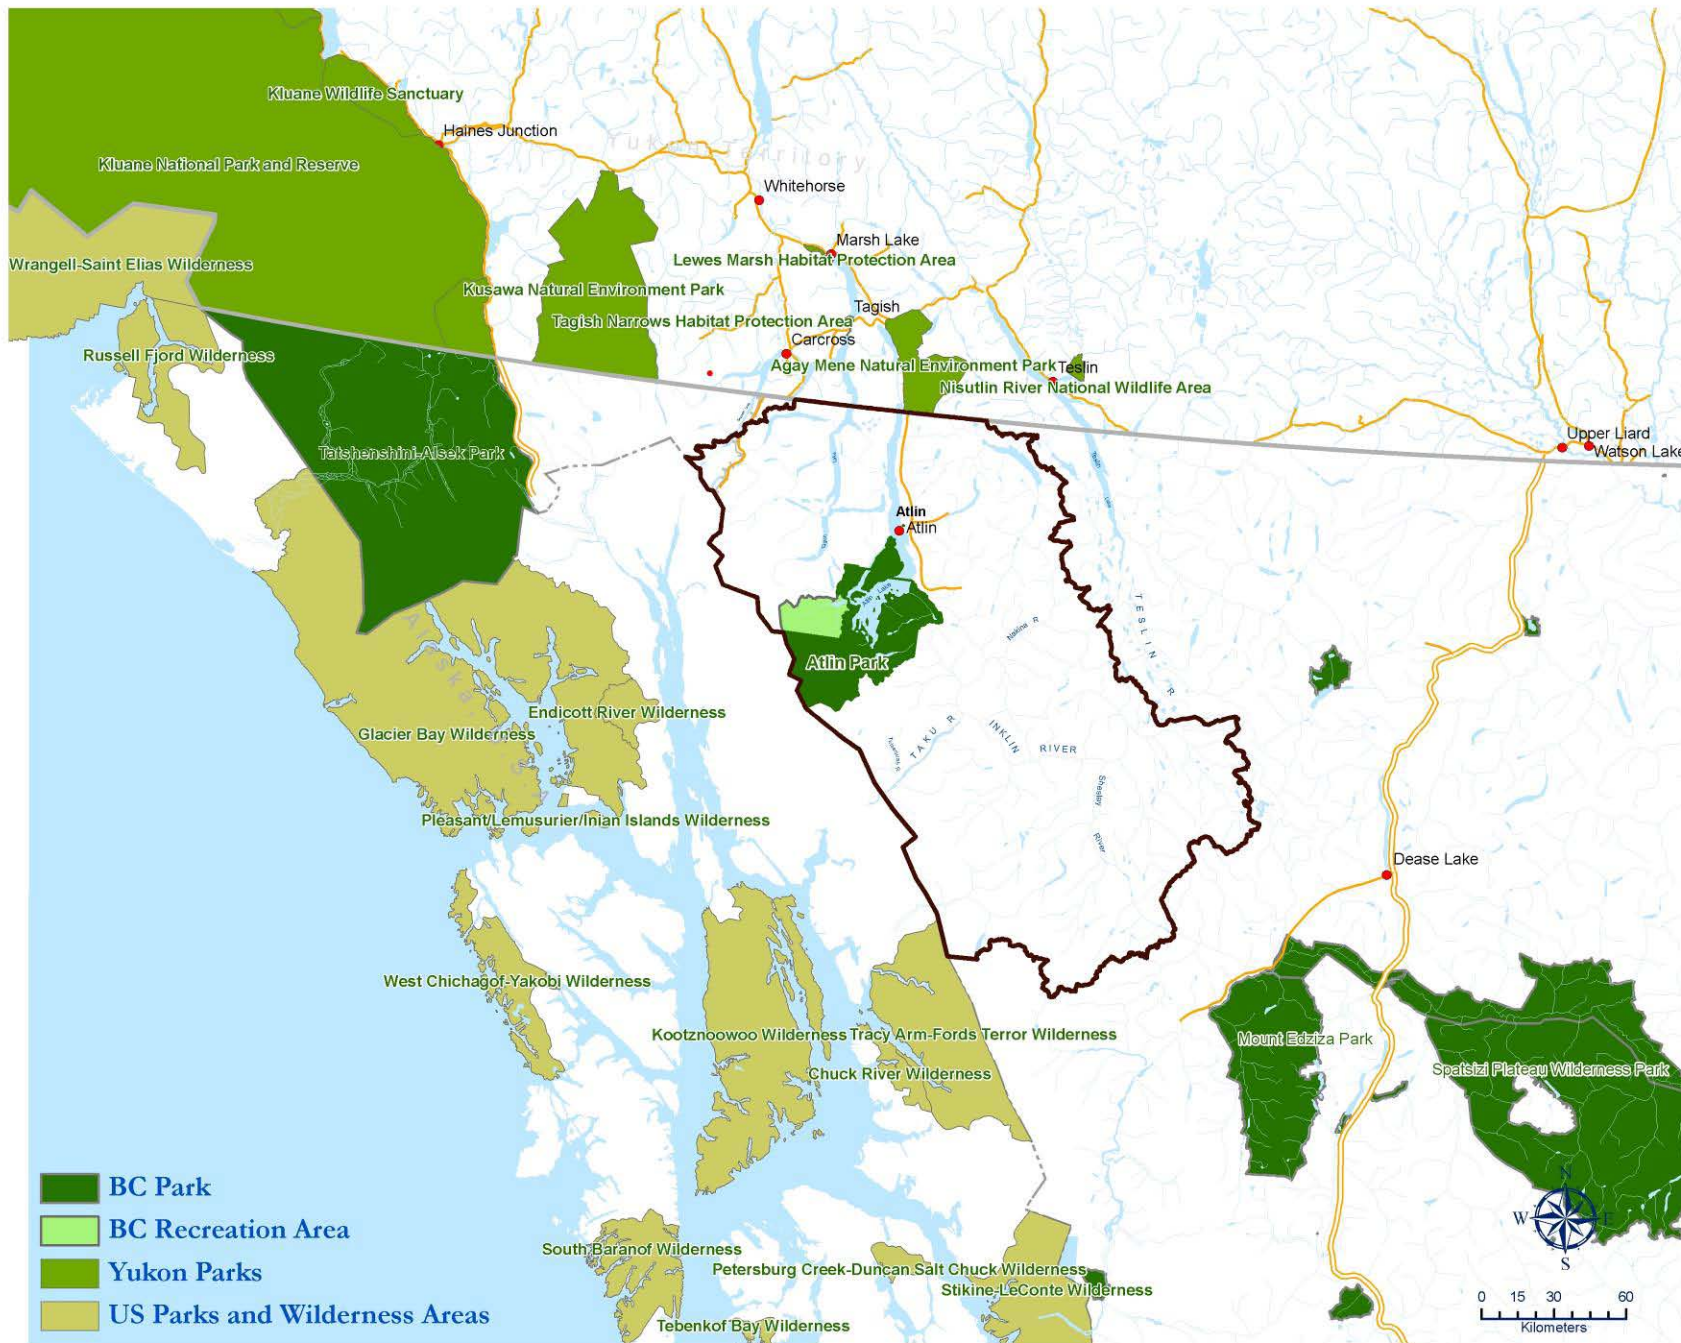 Kluane Wildlife Sanctuary
Haines Junction
Yukon Territory
Kluane National Park and Reserve
Whitehorse
Marsh Lake
Lewes Marsh Habitat Protection Area
Wrangell-Saint Elias Wilderness
Kusawa Natural Environment Park
Tagish
Tagish Narrows Habitat Protection Area
Carcross
Russell Fjord Wilderness
Agay Mene Natural Environment Park
Teslin
Nisutlin River National Wildlife Area
Upper Liard
Watson Lake
Tatshenshini-Alsek Park
Teslin
Lake
Atlin
Atlin
Tagish
Atlin Lake
TESLIN R
Nakina R
Atlin Park
Alaska
Endicott River Wilderness
Glacier Bay Wilderness
TAKU R
INKLIN RIVER
Sheslay River
Pleasant/Lemusurier/Inian Islands Wilderness
Dease Lake
West Chichagof-Yakobi Wilderness
Kootznoowoo Wilderness
Tracy Arm-Fords Terror Wilderness
Mount Edziza Park
Chuck River Wilderness
Spatsizi Plateau Wilderness Park
BC Park
BC Recreation Area
Yukon Parks
US Parks and Wilderness Areas
South Baranof Wilderness
Petersburg Creek-Duncan Salt Chuck Wilderness
Stikine-LeConte Wilderness
Tebenkof Bay Wilderness
N
W E
S
0 15 30 60
Kilometers